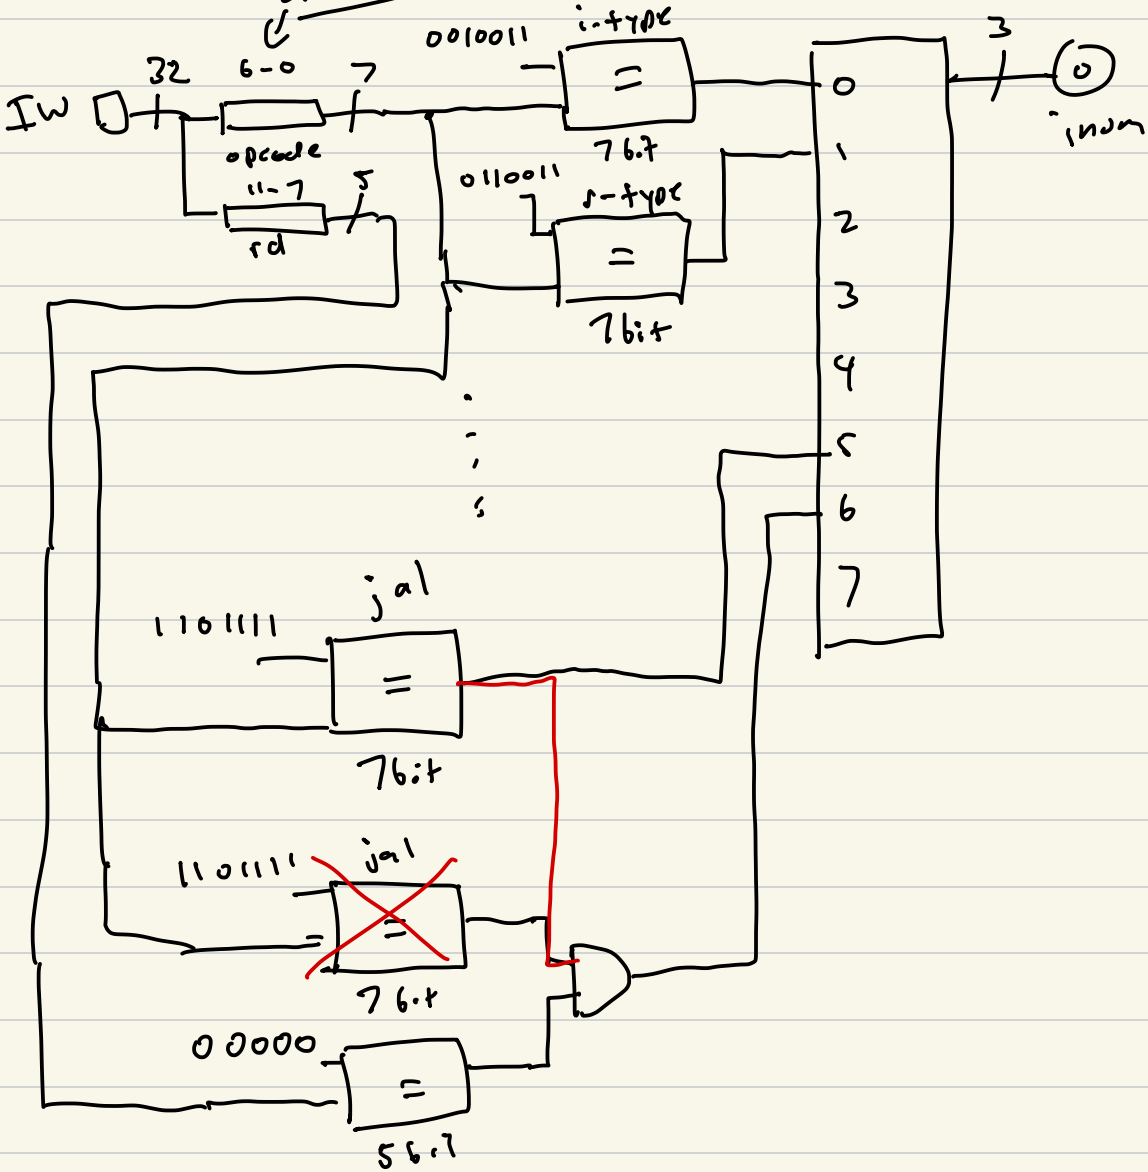 i-type
0010011
3
32
6-0
7
=
0
0
IW
inum
opcode
7bit
1
11-7
5
0110011
r-type
2
rd
=
3
7bit
4
5
6
jal
7
1101111
=
7bit
jal
1101111
=
=
7bit
00000
=
5bit